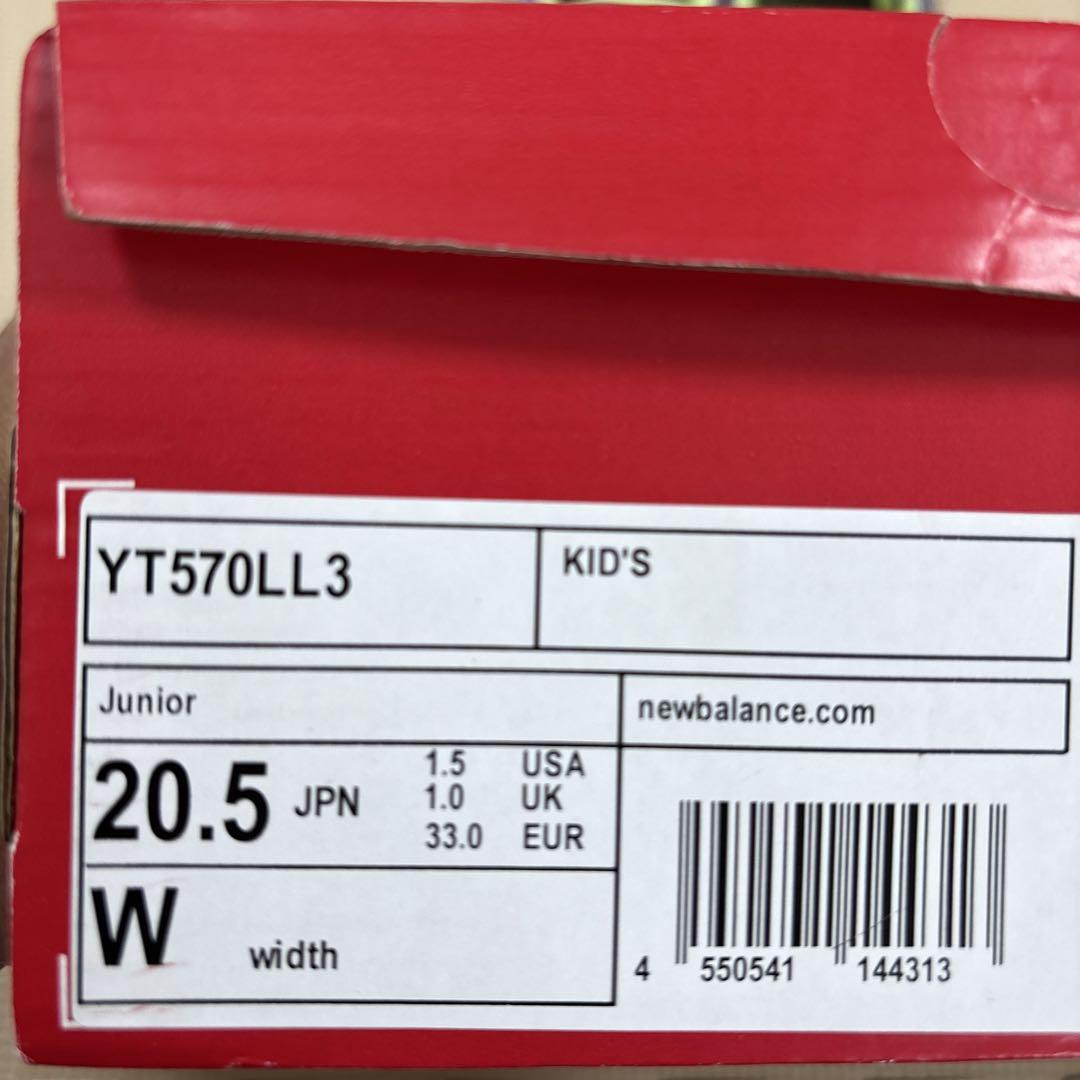 YT570LL3
KID'S
Junior
newbalance.com
20.5 JPN
1.5 USA
1.0 UK
33.0 EUR
W width
4 550541 144313